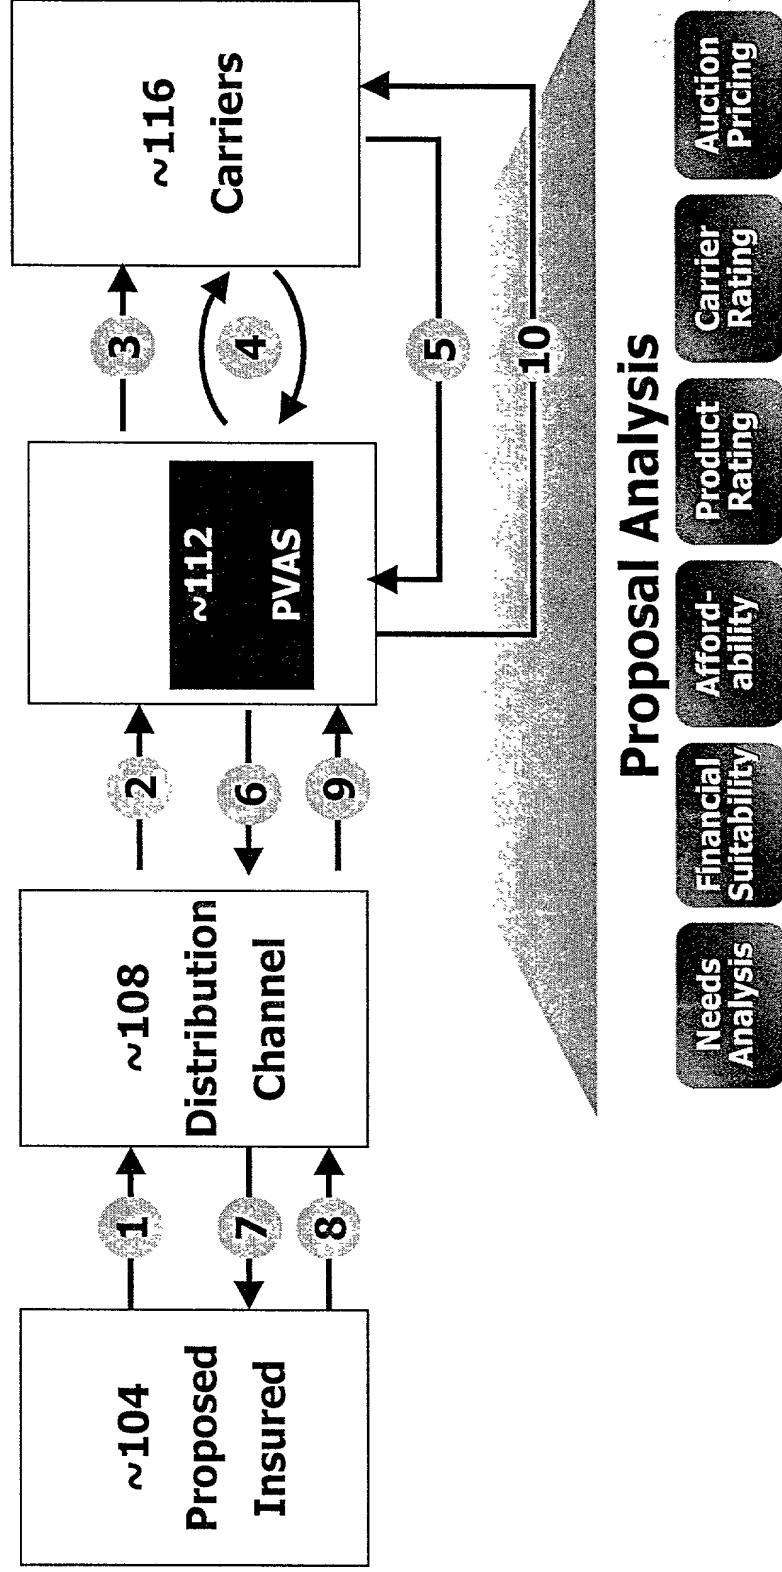 ~104
Proposed
Insured
1
7
8
~108
Distribution
Channel
2
6
9
~112
PVAS
3
4
5
10
~116
Carriers
Proposal Analysis
Needs
Analysis
Financial
Suitability
Afford-
ability
Product
Rating
Carrier
Rating
Auction
Pricing